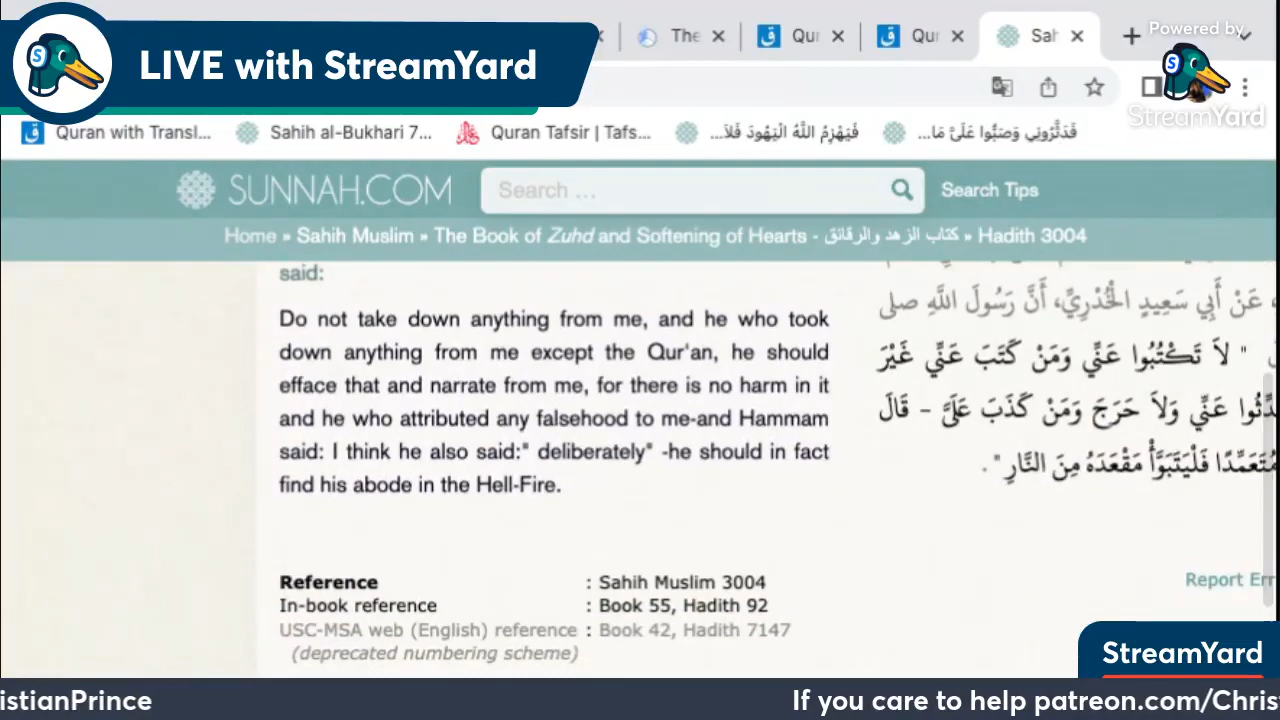 LIVE with StreamYard
The
Qur
Qur
Sah
Powered by
StreamYard
Quran with Transl...
Sahih al-Bukhari 7...
Quran Tafsir | Tafs...
فَيَهْزِمُ اللَّهُ الْيَهُودَ فَلاَ...
فَدَثَّرُونِي وَصَبُّوا عَلَىَّ مَا...
SUNNAH.COM
Search ...
Search Tips
Home » Sahih Muslim » The Book of Zuhd and Softening of Hearts - كتاب الزهد والرقائق » Hadith 3004
said:
Do not take down anything from me, and he who took
down anything from me except the Qur'an, he should
efface that and narrate from me, for there is no harm in it
and he who attributed any falsehood to me-and Hammam
said: I think he also said:" deliberately" -he should in fact
find his abode in the Hell-Fire.
عَنْ أَبِي سَعِيدٍ الْخُدْرِيِّ، أَنَّ رَسُولَ اللَّهِ صلى
" لاَ تَكْتُبُوا عَنِّي وَمَنْ كَتَبَ عَنِّي غَيْرَ
عَنِّي وَلاَ حَرَجَ وَمَنْ كَذَبَ عَلَىَّ – قَالَ
مُتَعَمِّدًا فَلْيَتَبَوَّأْ مَقْعَدَهُ مِنَ النَّارِ " .
Reference : Sahih Muslim 3004
In-book reference : Book 55, Hadith 92
USC-MSA web (English) reference : Book 42, Hadith 7147
(deprecated numbering scheme)
Report Err
StreamYard
istianPrince
If you care to help patreon.com/Chris